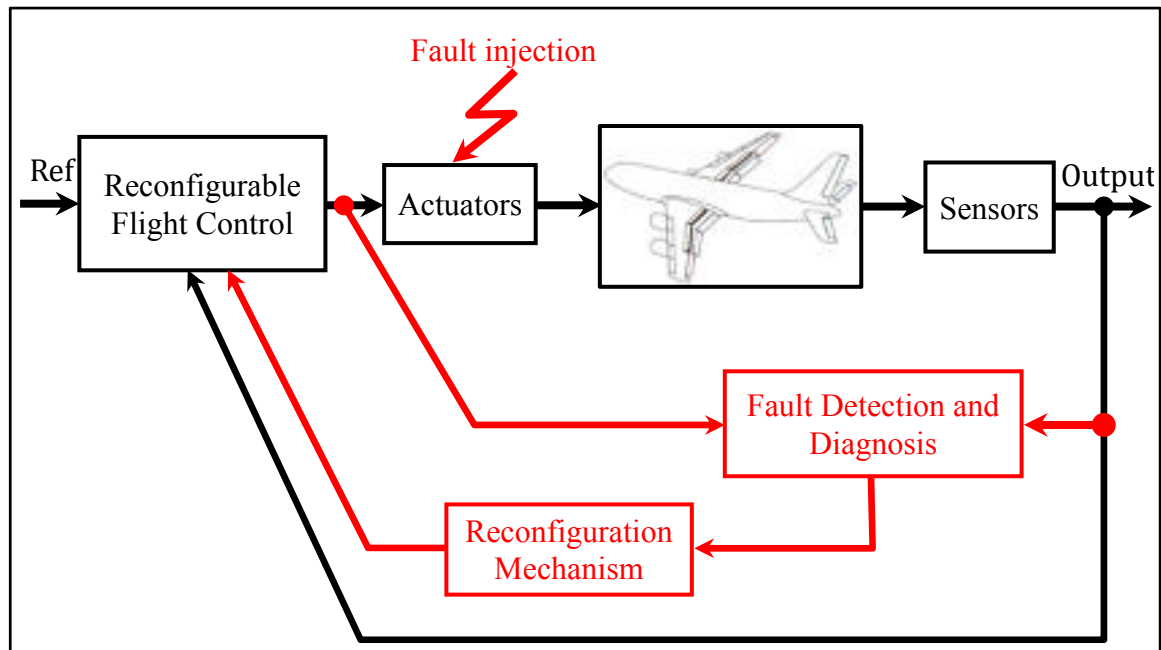 Fault injection
Ref
Reconfigurable
Flight Control
Actuators
Sensors
Output
Fault Detection and
Diagnosis
Reconfiguration
Mechanism